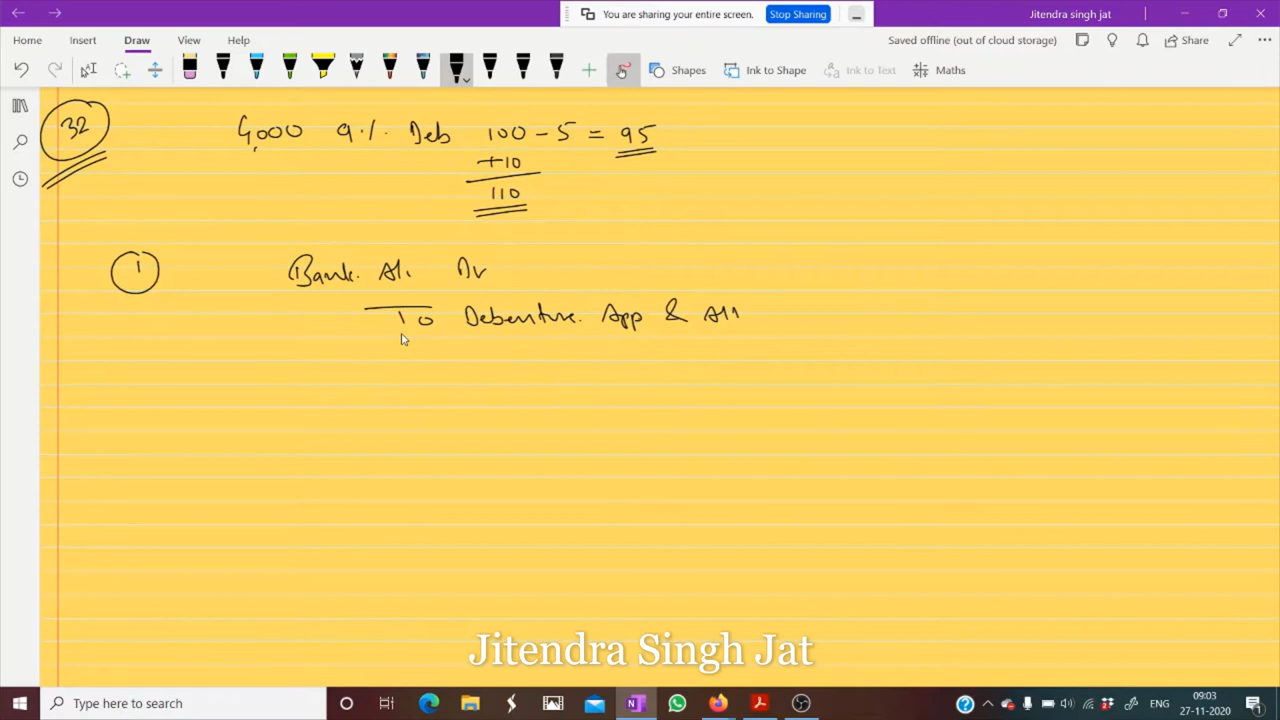 You are sharing your entire screen. Stop Sharing
Jitendra singh jat
Home Insert Draw View Help
Saved offline (out of cloud storage) Share
Shapes Ink to Shape Ink to Text Maths
32 4,000 9 % Deb 100 - 5 = 95
+10
110
1 Bank A/c Dr
To Debenture App & All
Jitendra Singh Jat
Type here to search
ENG
09:03
27-11-2020
1